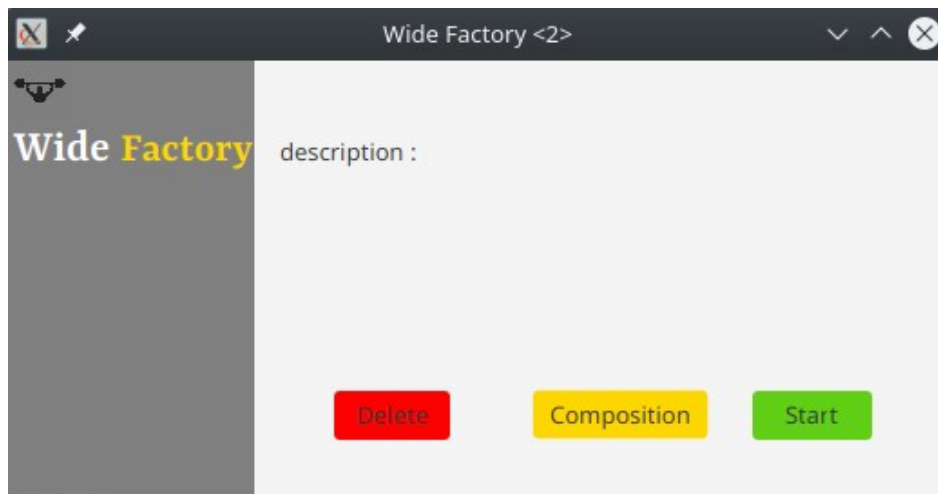 Wide Factory <2>
Wide Factory
description :
Delete
Composition
Start